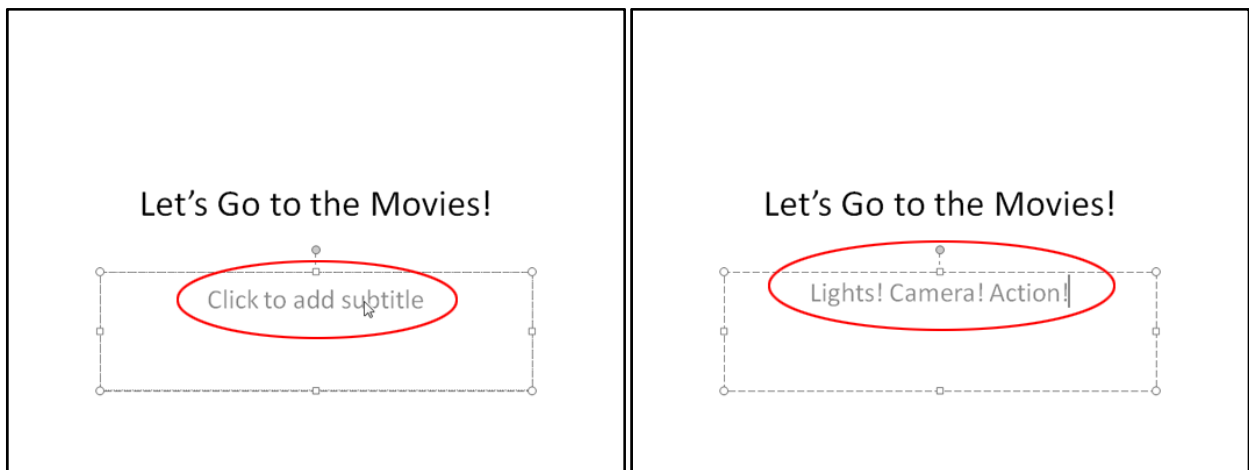 Let’s Go to the Movies!
Click to add subtitle
Let’s Go to the Movies!
Lights! Camera! Action!